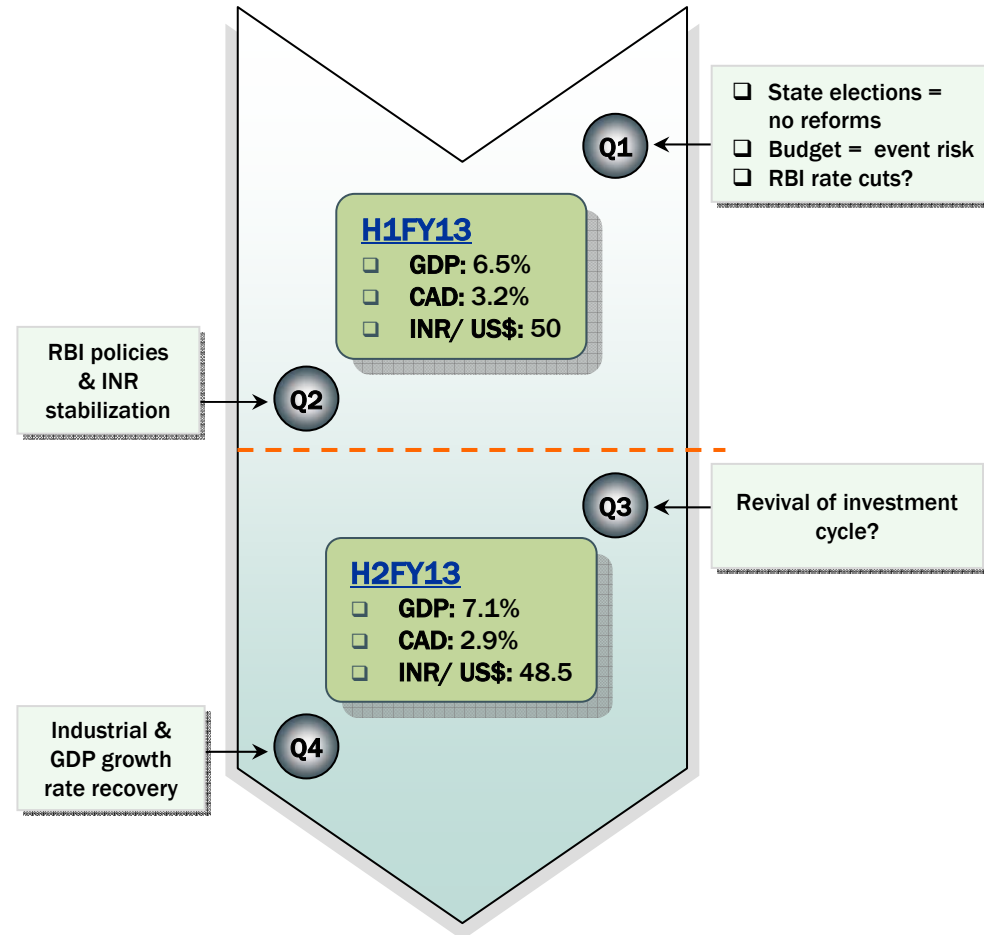 State elections =
no reforms
Budget = event risk
RBI rate cuts?
Q1
H1FY13
GDP: 6.5%
CAD: 3.2%
INR/ US$: 50
RBI policies
& INR
stabilization
Q2
Q3
Revival of investment
cycle?
H2FY13
GDP: 7.1%
CAD: 2.9%
INR/ US$: 48.5
Industrial &
GDP growth
rate recovery
Q4